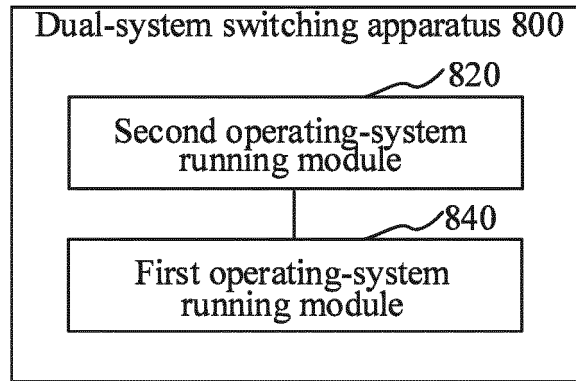 Dual-system switching apparatus 800
820
Second operating-system
running module
840
First operating-system
running module